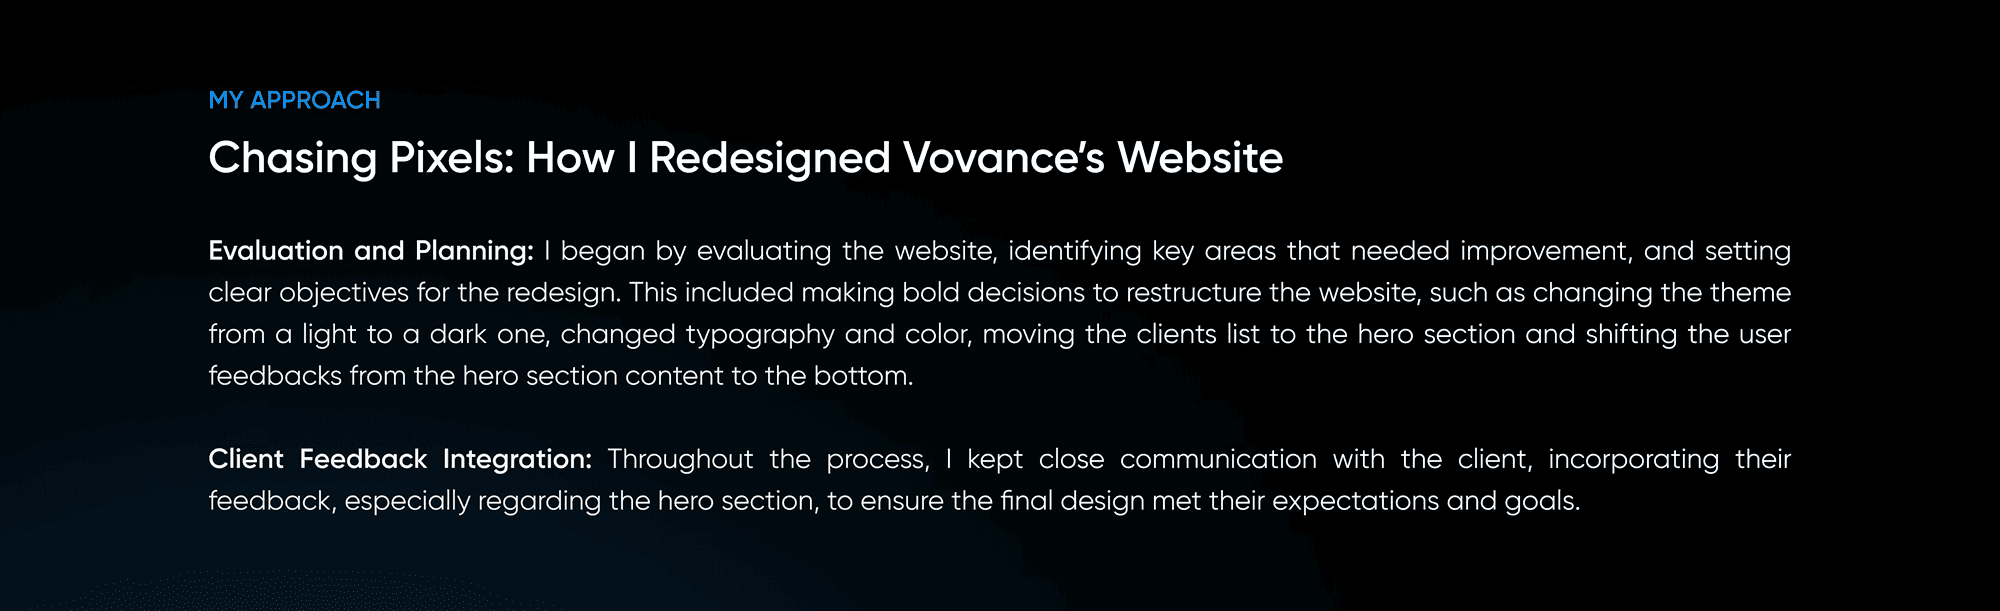 MY APPROACH
Chasing Pixels: How I Redesigned Vovance’s Website
Evaluation and Planning: I began by evaluating the website, identifying key areas that needed improvement, and setting
clear objectives for the redesign. This included making bold decisions to restructure the website, such as changing the theme
from a light to a dark one, changed typography and color, moving the clients list to the hero section and shifting the user
feedbacks from the hero section content to the bottom.
Client Feedback Integration: Throughout the process, I kept close communication with the client, incorporating their
feedback, especially regarding the hero section, to ensure the final design met their expectations and goals.